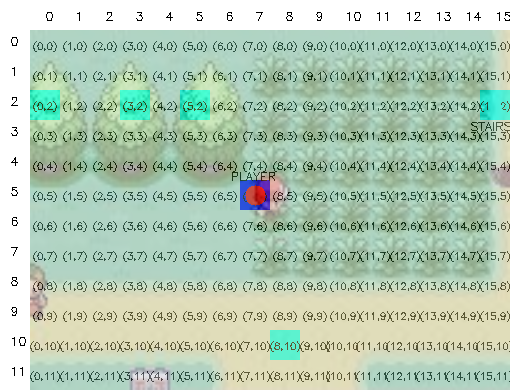 0 1 2 3 4 5 6 7 8 9 10 11 12 13 14 15
0 (0,0) (1,0) (2,0) (3,0) (4,0) (5,0) (6,0) (7,0) (8,0) (9,0) (10,0) (11,0) (12,0) (13,0) (14,0) (15,0)
1 (0,1) (1,1) (2,1) (3,1) (4,1) (5,1) (6,1) (7,1) (8,1) (9,1) (10,1) (11,1) (12,1) (13,1) (14,1) (15,1)
2 (0,2) (1,2) (2,2) (3,2) (4,2) (5,2) (6,2) (7,2) (8,2) (9,2) (10,2) (11,2) (12,2) (13,2) (14,2)
STAIRS
3 (0,3) (1,3) (2,3) (3,3) (4,3) (5,3) (6,3) (7,3) (8,3) (9,3) (10,3) (11,3) (12,3) (13,3) (14,3) (15,3)
4 (0,4) (1,4) (2,4) (3,4) (4,4) (5,4) (6,4) (7,4) (8,4) (9,4) (10,4) (11,4) (12,4) (13,4) (14,4) (15,4)
PLAYER
5 (0,5) (1,5) (2,5) (3,5) (4,5) (5,5) (6,5) (8,5) (9,5) (10,5) (11,5) (12,5) (13,5) (14,5) (15,5)
6 (0,6) (1,6) (2,6) (3,6) (4,6) (5,6) (6,6) (7,6) (8,6) (9,6) (10,6) (11,6) (12,6) (13,6) (14,6) (15,6)
7 (0,7) (1,7) (2,7) (3,7) (4,7) (5,7) (6,7) (7,7) (8,7) (9,7) (10,7) (11,7) (12,7) (13,7) (14,7) (15,7)
8 (0,8) (1,8) (2,8) (3,8) (4,8) (5,8) (6,8) (7,8) (8,8) (9,8) (10,8) (11,8) (12,8) (13,8) (14,8) (15,8)
9 (0,9) (1,9) (2,9) (3,9) (4,9) (5,9) (6,9) (7,9) (8,9) (9,9) (10,9) (11,9) (12,9) (13,9) (14,9) (15,9)
10 (0,10) (1,10) (2,10) (3,10) (4,10) (5,10) (6,10) (7,10) (8,10) (9,10) (10,10) (11,10) (12,10) (13,10) (14,10) (15,10)
11 (0,11) (1,11) (2,11) (3,11) (4,11) (5,11) (6,11) (7,11) (8,11) (9,11) (10,11) (11,11) (12,11) (13,11) (14,11) (15,11)